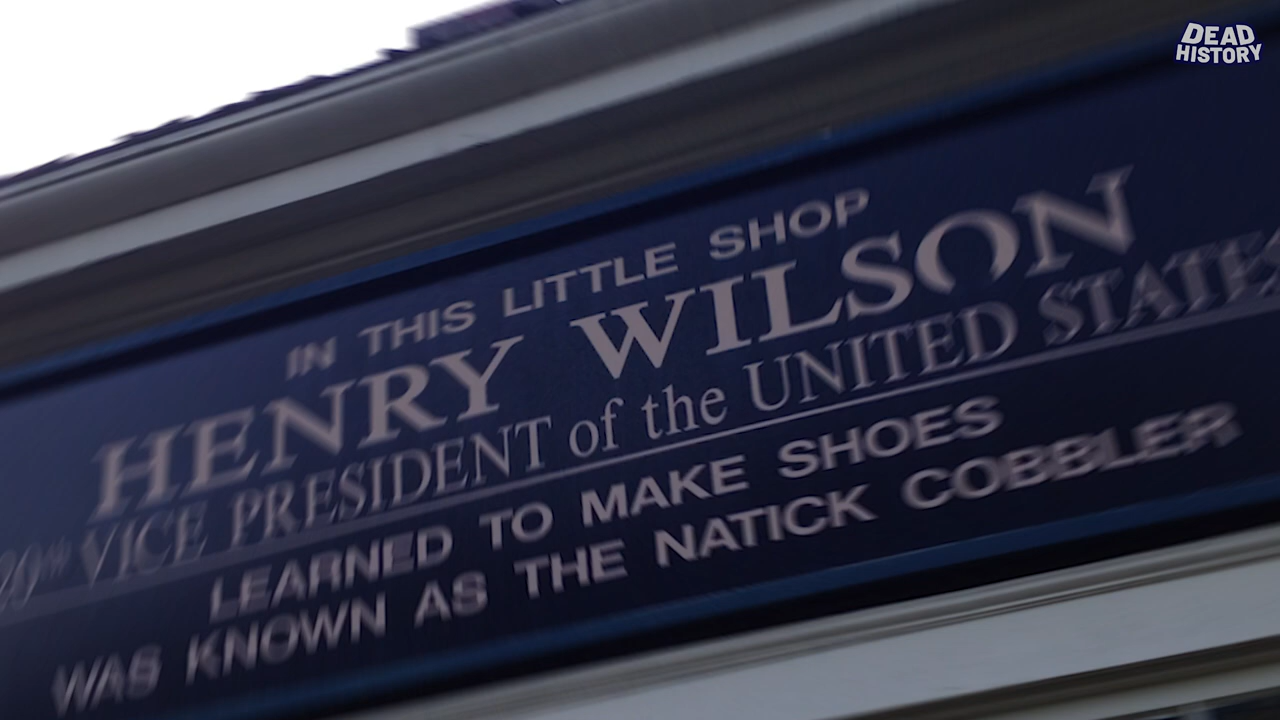 DEAD
HISTORY
IN THIS LITTLE SHOP
HENRY WILSON
VICE PRESIDENT of the UNITED STATES
LEARNED TO MAKE SHOES
WAS KNOWN AS THE NATICK COBBLER